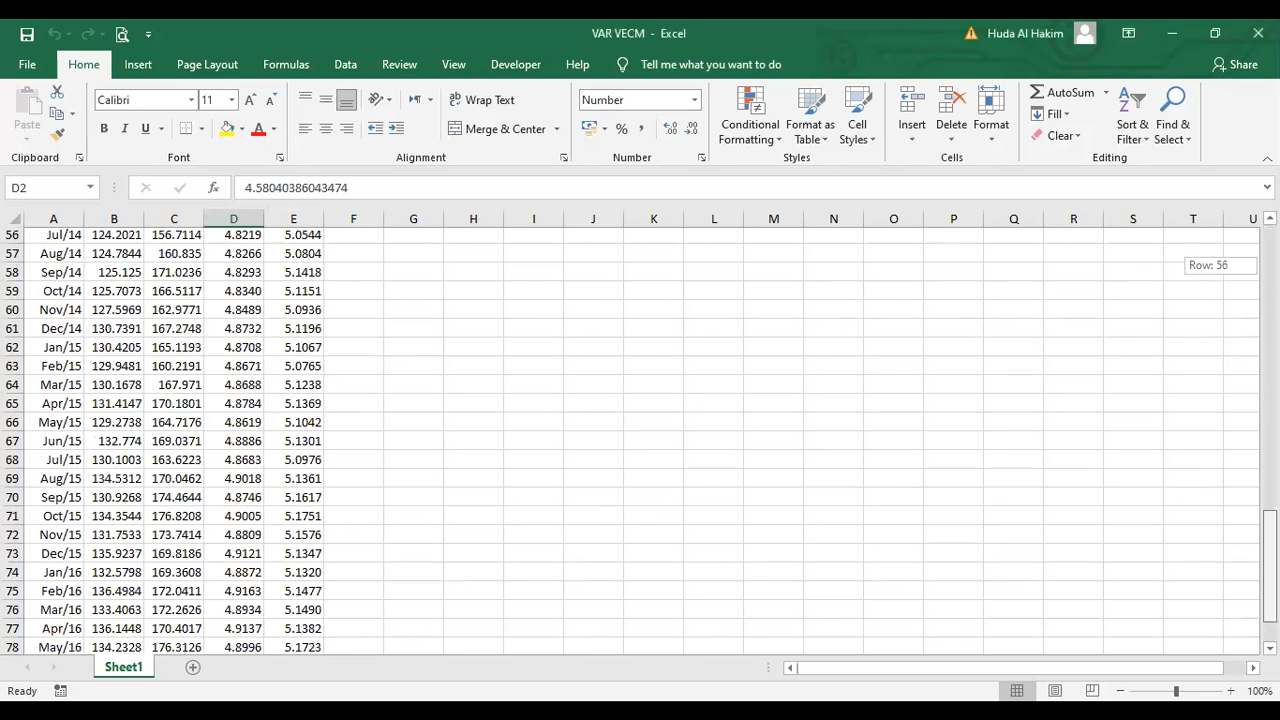 VAR VECM - Excel
Huda Al Hakim
File Home Insert Page Layout Formulas Data Review View Developer Help Tell me what you want to do Share
Paste
Calibri 11
B I U
A A
Wrap Text
Merge & Center
Number
% ,
Conditional Formatting
Format as Table
Cell Styles
Insert Delete Format
AutoSum
Fill
Clear
Sort & Filter
Find & Select
Clipboard Font Alignment Number Styles Cells Editing
D2 fx 4.58040386043474
A B C D E F G H I J K L M N O P Q R S T U
56 Jul/14 124.2021 156.7114 4.8219 5.0544
57 Aug/14 124.7844 160.835 4.8266 5.0804
Row: 56
58 Sep/14 125.125 171.0236 4.8293 5.1418
59 Oct/14 125.7073 166.5117 4.8340 5.1151
60 Nov/14 127.5969 162.9771 4.8489 5.0936
61 Dec/14 130.7391 167.2748 4.8732 5.1196
62 Jan/15 130.4205 165.1193 4.8708 5.1067
63 Feb/15 129.9481 160.2191 4.8671 5.0765
64 Mar/15 130.1678 167.971 4.8688 5.1238
65 Apr/15 131.4147 170.1801 4.8784 5.1369
66 May/15 129.2738 164.7176 4.8619 5.1042
67 Jun/15 132.774 169.0371 4.8886 5.1301
68 Jul/15 130.1003 163.6223 4.8683 5.0976
69 Aug/15 134.5312 170.0462 4.9018 5.1361
70 Sep/15 130.9268 174.4644 4.8746 5.1617
71 Oct/15 134.3544 176.8208 4.9005 5.1751
72 Nov/15 131.7533 173.7414 4.8809 5.1576
73 Dec/15 135.9237 169.8186 4.9121 5.1347
74 Jan/16 132.5798 169.3608 4.8872 5.1320
75 Feb/16 136.4984 172.0411 4.9163 5.1477
76 Mar/16 133.4063 172.2626 4.8934 5.1490
77 Apr/16 136.1448 170.4017 4.9137 5.1382
78 May/16 134.2328 176.3126 4.8996 5.1723
Sheet1
Ready 100%